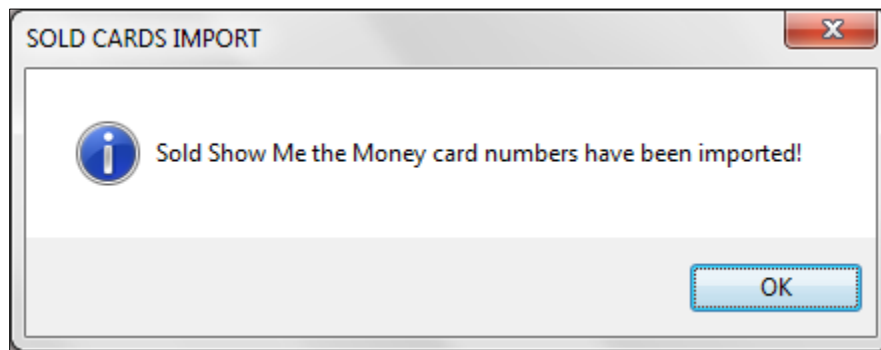 SOLD CARDS IMPORT
Sold Show Me the Money card numbers have been imported!
OK